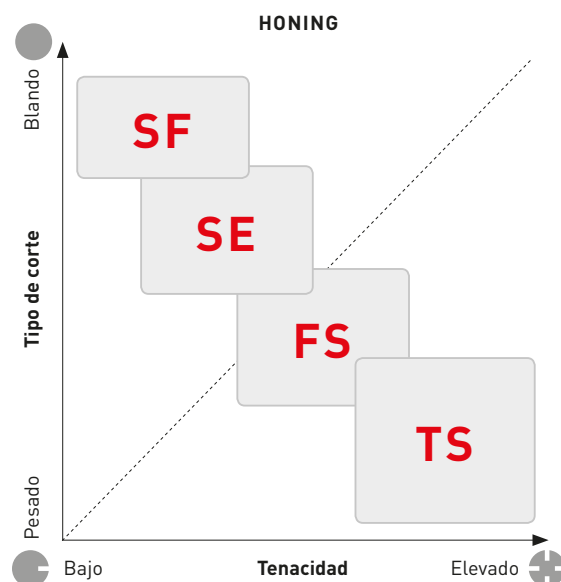 HONING
Blando
SF
SE
Tipo de corte
FS
TS
Pesado
Bajo
Tenacidad
Elevado